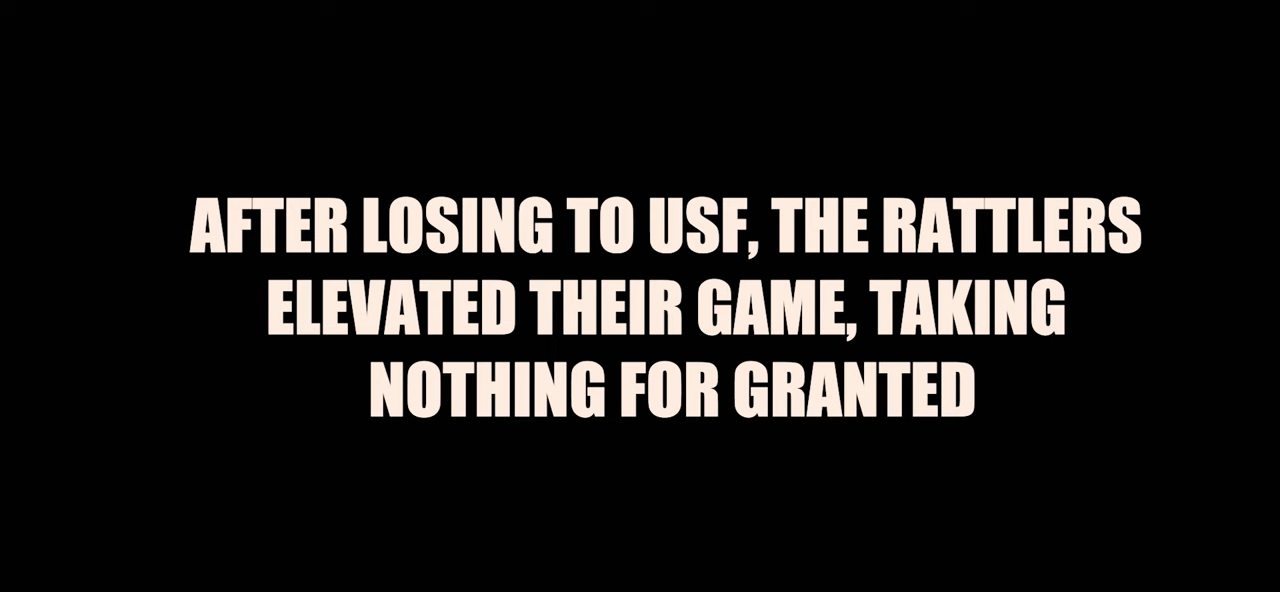 AFTER LOSING TO USF, THE RATTLERS
ELEVATED THEIR GAME, TAKING
NOTHING FOR GRANTED